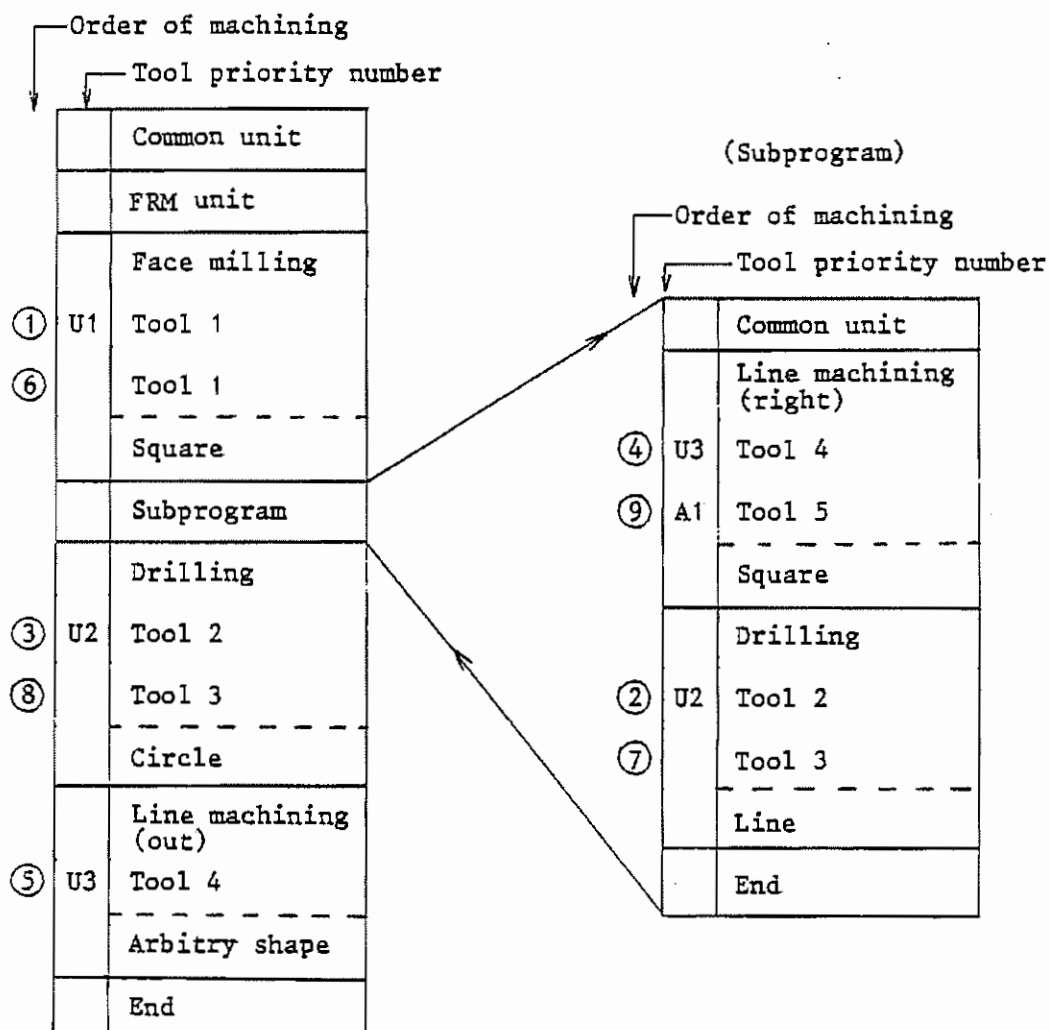 Order of machining
Tool priority number
Common unit
FRM unit
Face milling
① U1 Tool 1
⑥ Tool 1
Square
Subprogram
Drilling
③ U2 Tool 2
⑧ Tool 3
Circle
Line machining
(out)
⑤ U3 Tool 4
Arbitry shape
End
(Subprogram)
Order of machining
Tool priority number
Common unit
Line machining
(right)
④ U3 Tool 4
⑨ A1 Tool 5
Square
Drilling
② U2 Tool 2
⑦ Tool 3
Line
End